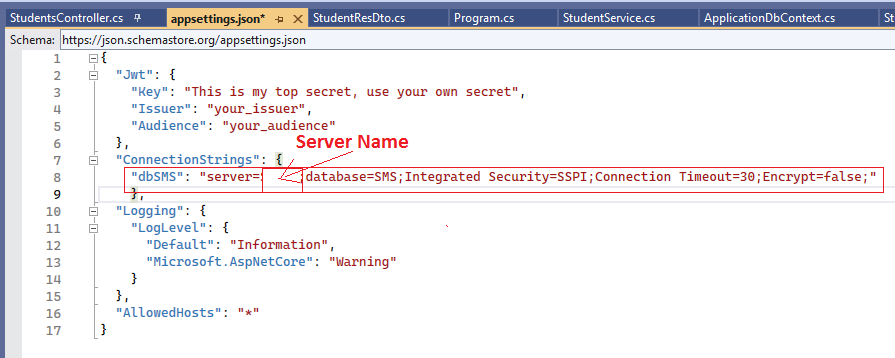 StudentsController.cs appsettings.json* StudentResDto.cs Program.cs StudentService.cs ApplicationDbContext.cs St
Schema: https://json.schemastore.org/appsettings.json
1 {
2 "Jwt": {
3 "Key": "This is my top secret, use your own secret",
4 "Issuer": "your_issuer",
5 "Audience": "your_audience"
6 },
Server Name
7 "ConnectionStrings": {
8 "dbSMS": "server= database=SMS;Integrated Security=SSPI;Connection Timeout=30;Encrypt=false;"
9 },
10 "Logging": {
11 "LogLevel": {
12 "Default": "Information",
13 "Microsoft.AspNetCore": "Warning"
14 }
15 },
16 "AllowedHosts": "*"
17 }